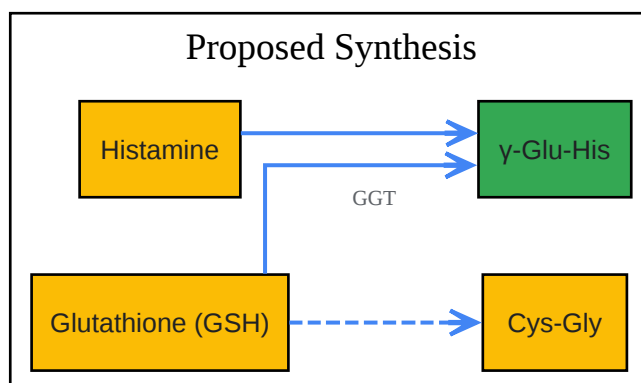 Proposed Synthesis
Histamine
γ-Glu-His
GGT
Glutathione (GSH)
Cys-Gly